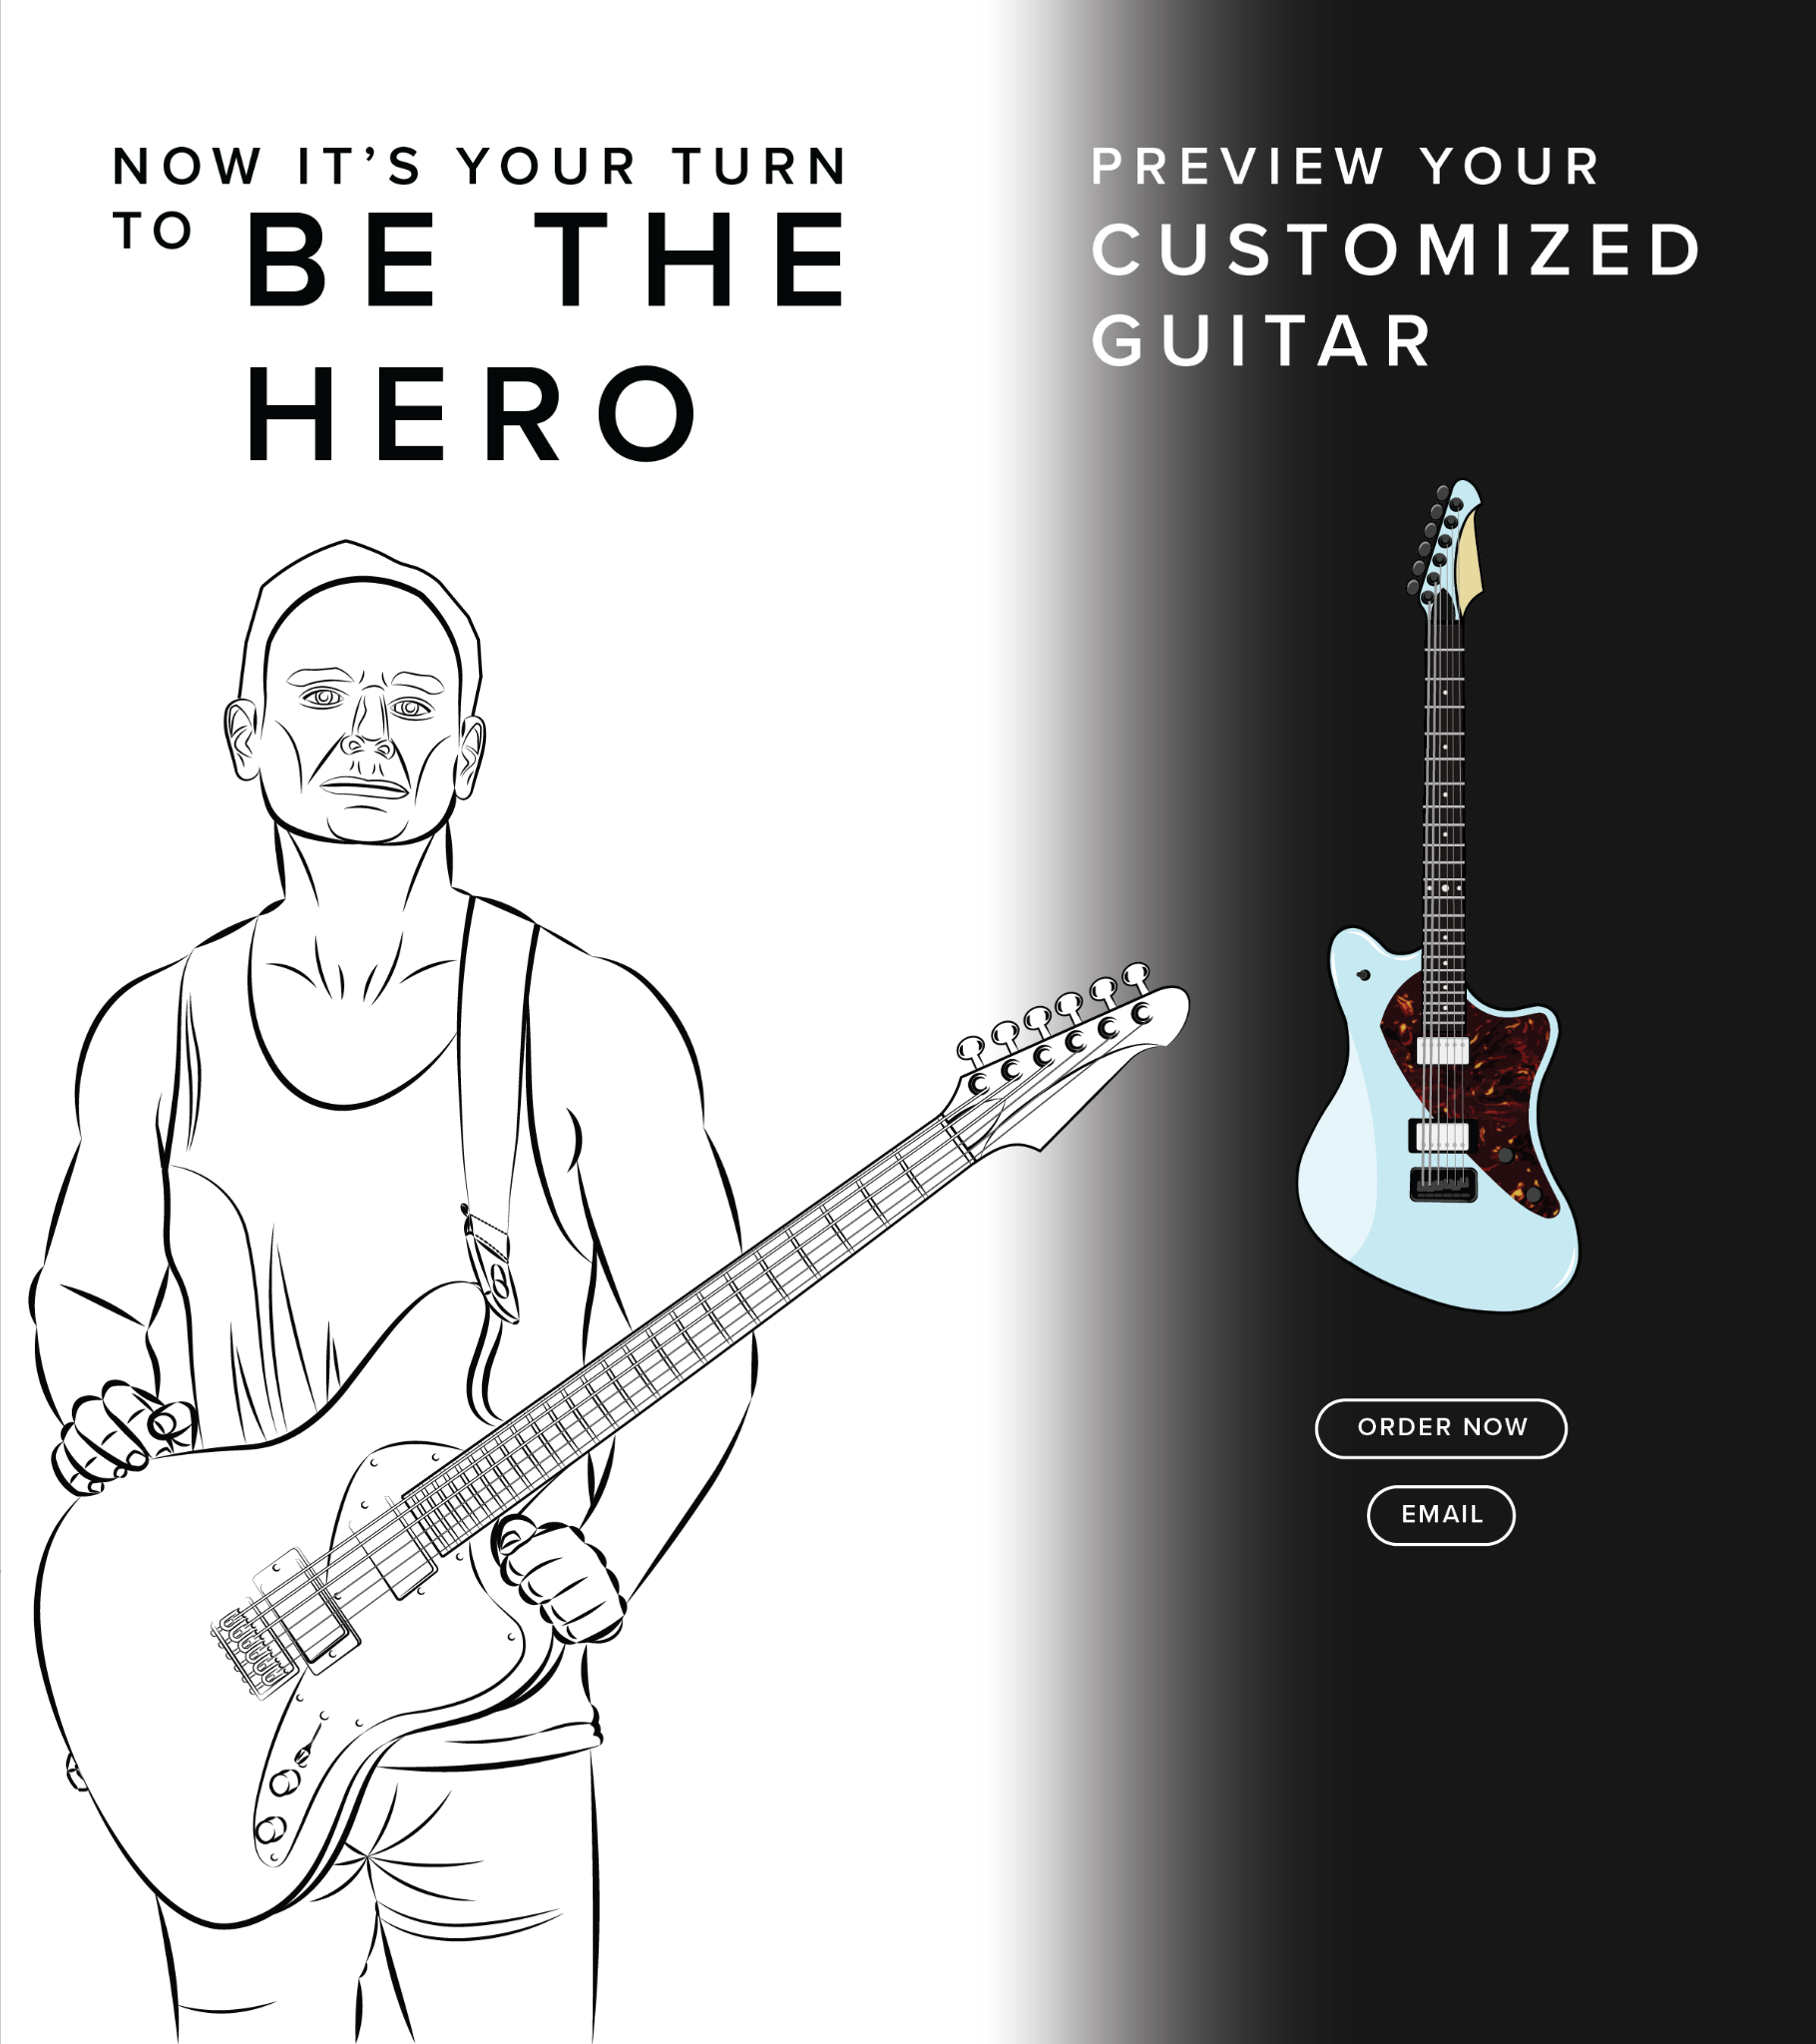 NOW IT’S YOUR TURN
TO BE THE
HERO
PREVIEW YOUR
CUSTOMIZED
GUITAR
ORDER NOW
EMAIL